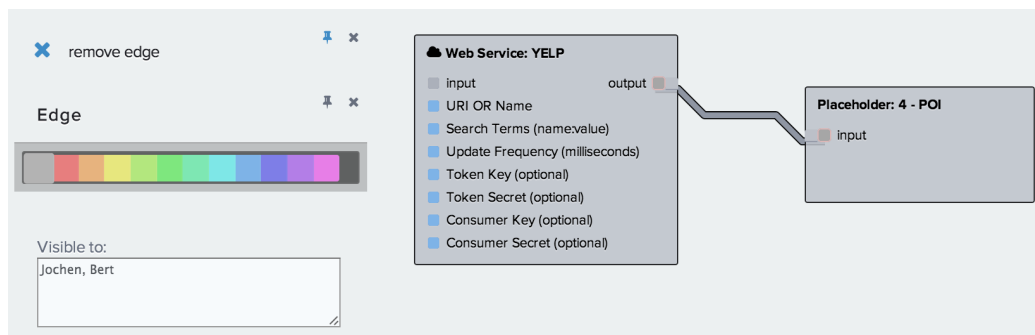 remove edge
Edge
Visible to:
Jochen, Bert
Web Service: YELP
input output
URI OR Name
Search Terms (name:value)
Update Frequency (milliseconds)
Token Key (optional)
Token Secret (optional)
Consumer Key (optional)
Consumer Secret (optional)
Placeholder: 4 - POI
input